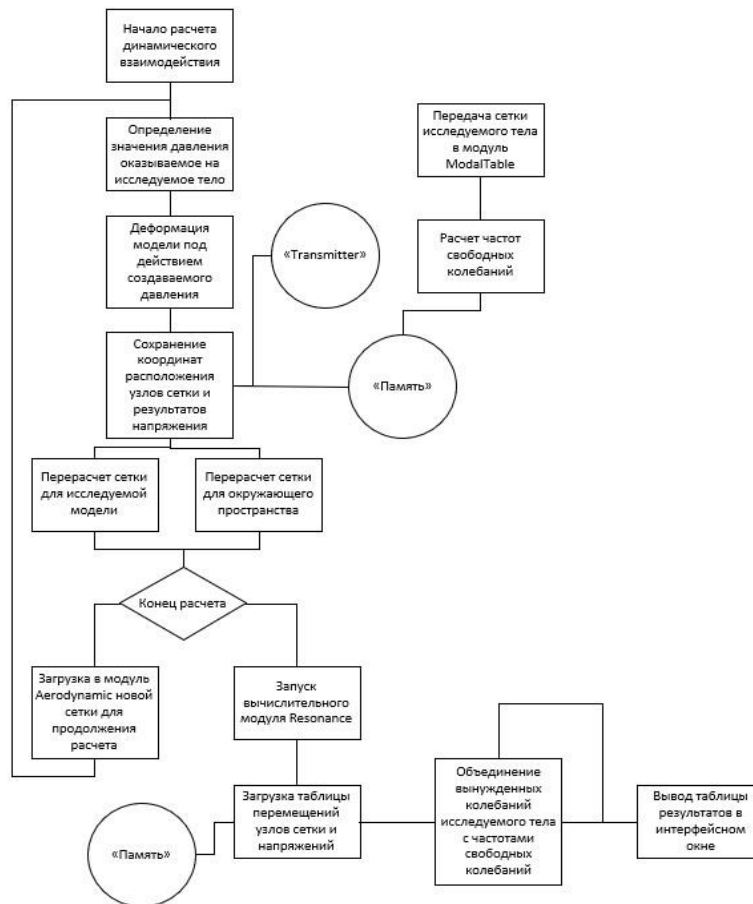 Начало расчета
динамического
взаимодействия
Определение
значения давления
оказываемое на
исследуемое тело
Передача сетки
исследуемого тела
в модуль
ModalTable
Деформация
модели под
действием
создаваемого
давления
«Transmitter»
Расчет частот
свободных
колебаний
Сохранение
координат
расположения
узлов сетки и
результатов
напряжения
«Память»
Перерасчет сетки
для исследуемой
модели
Перерасчет сетки
для окружающего
пространства
Конец расчета
Загрузка в модуль
Aerodynamic новой
сетки для
продолжения
расчета
Запуск
вычислительного
модуля Resonance
«Память»
Загрузка таблицы
перемещений
узлов сетки и
напряжений
Объединение
вынужденных
колебаний
исследуемого тела
с частотами
свободных
колебаний
Вывод таблицы
результатов в
интерфейсном
окне